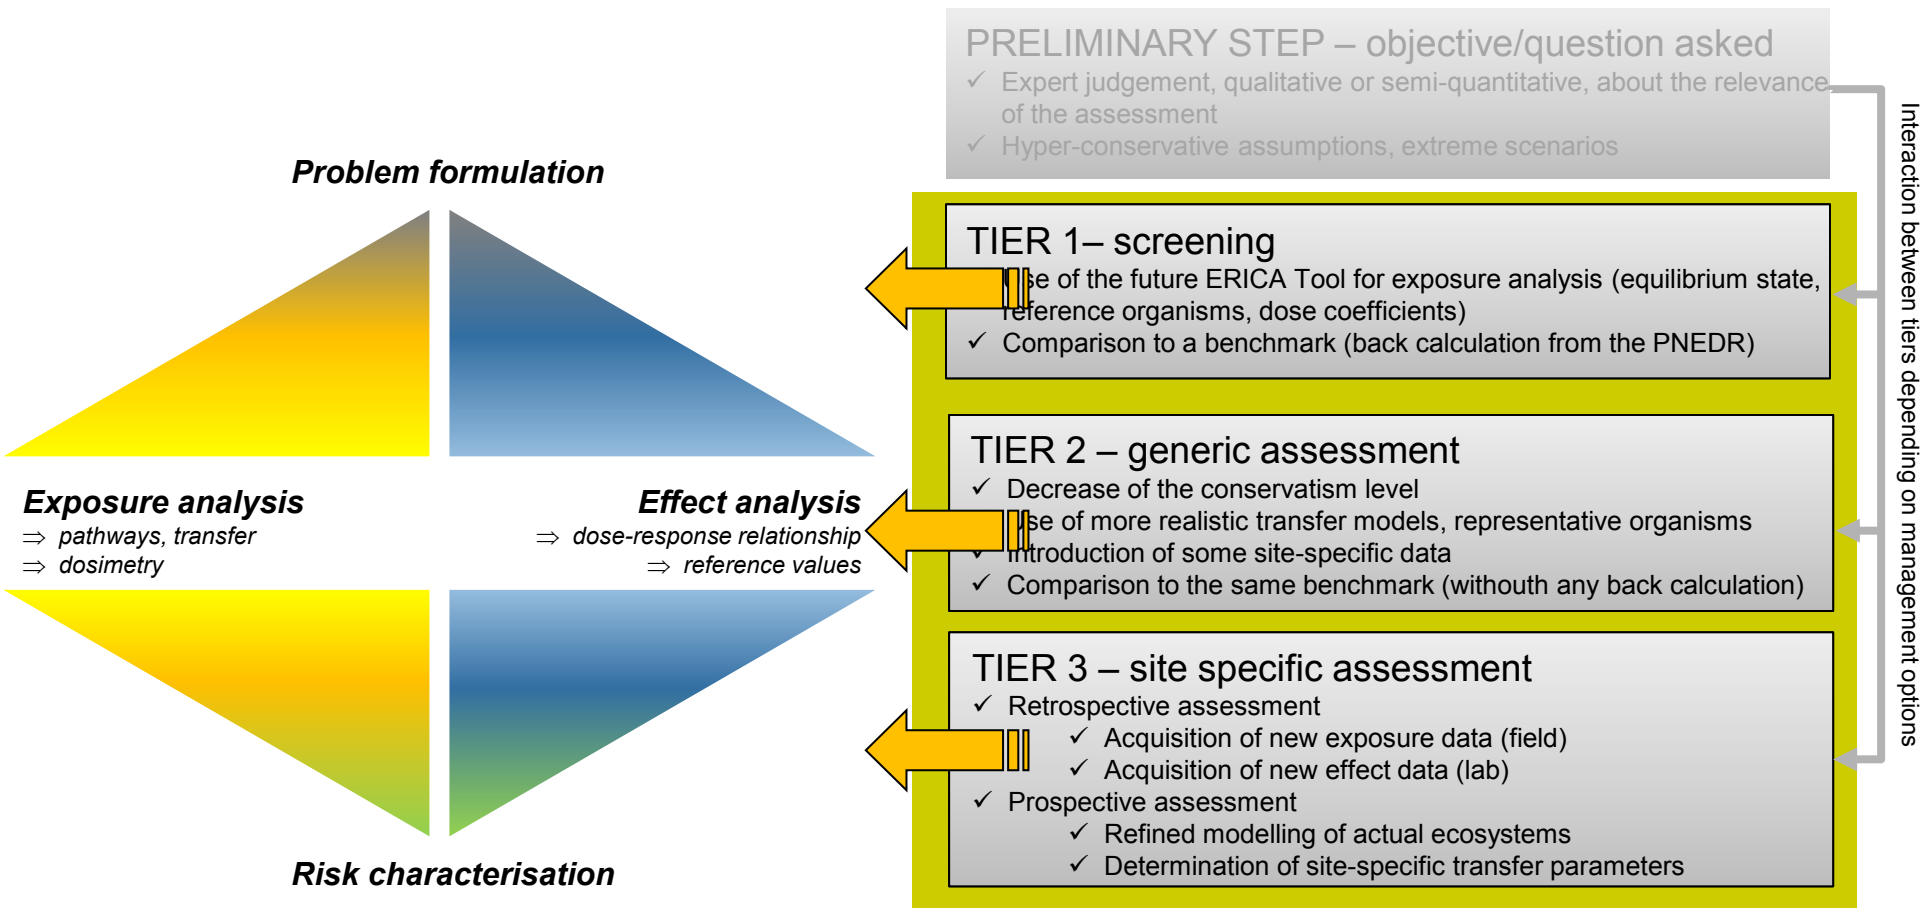 PRELIMINARY STEP – objective/question asked
✓ Expert judgement, qualitative or semi-quantitative, about the relevance
of the assessment
✓ Hyper-conservative assumptions, extreme scenarios
Problem formulation
TIER 1– screening
se of the future ERICA Tool for exposure analysis (equilibrium state,
reference organisms, dose coefficients)
✓ Comparison to a benchmark (back calculation from the PNEDR)
TIER 2 – generic assessment
✓ Decrease of the conservatism level
se of more realistic transfer models, representative organisms
✓ Introduction of some site-specific data
✓ Comparison to the same benchmark (withouth any back calculation)
Exposure analysis
⇒ pathways, transfer
⇒ dosimetry
Effect analysis
⇒ dose-response relationship
⇒ reference values
TIER 3 – site specific assessment
✓ Retrospective assessment
✓ Acquisition of new exposure data (field)
✓ Acquisition of new effect data (lab)
✓ Prospective assessment
✓ Refined modelling of actual ecosystems
✓ Determination of site-specific transfer parameters
Risk characterisation
Interaction between tiers depending on management options